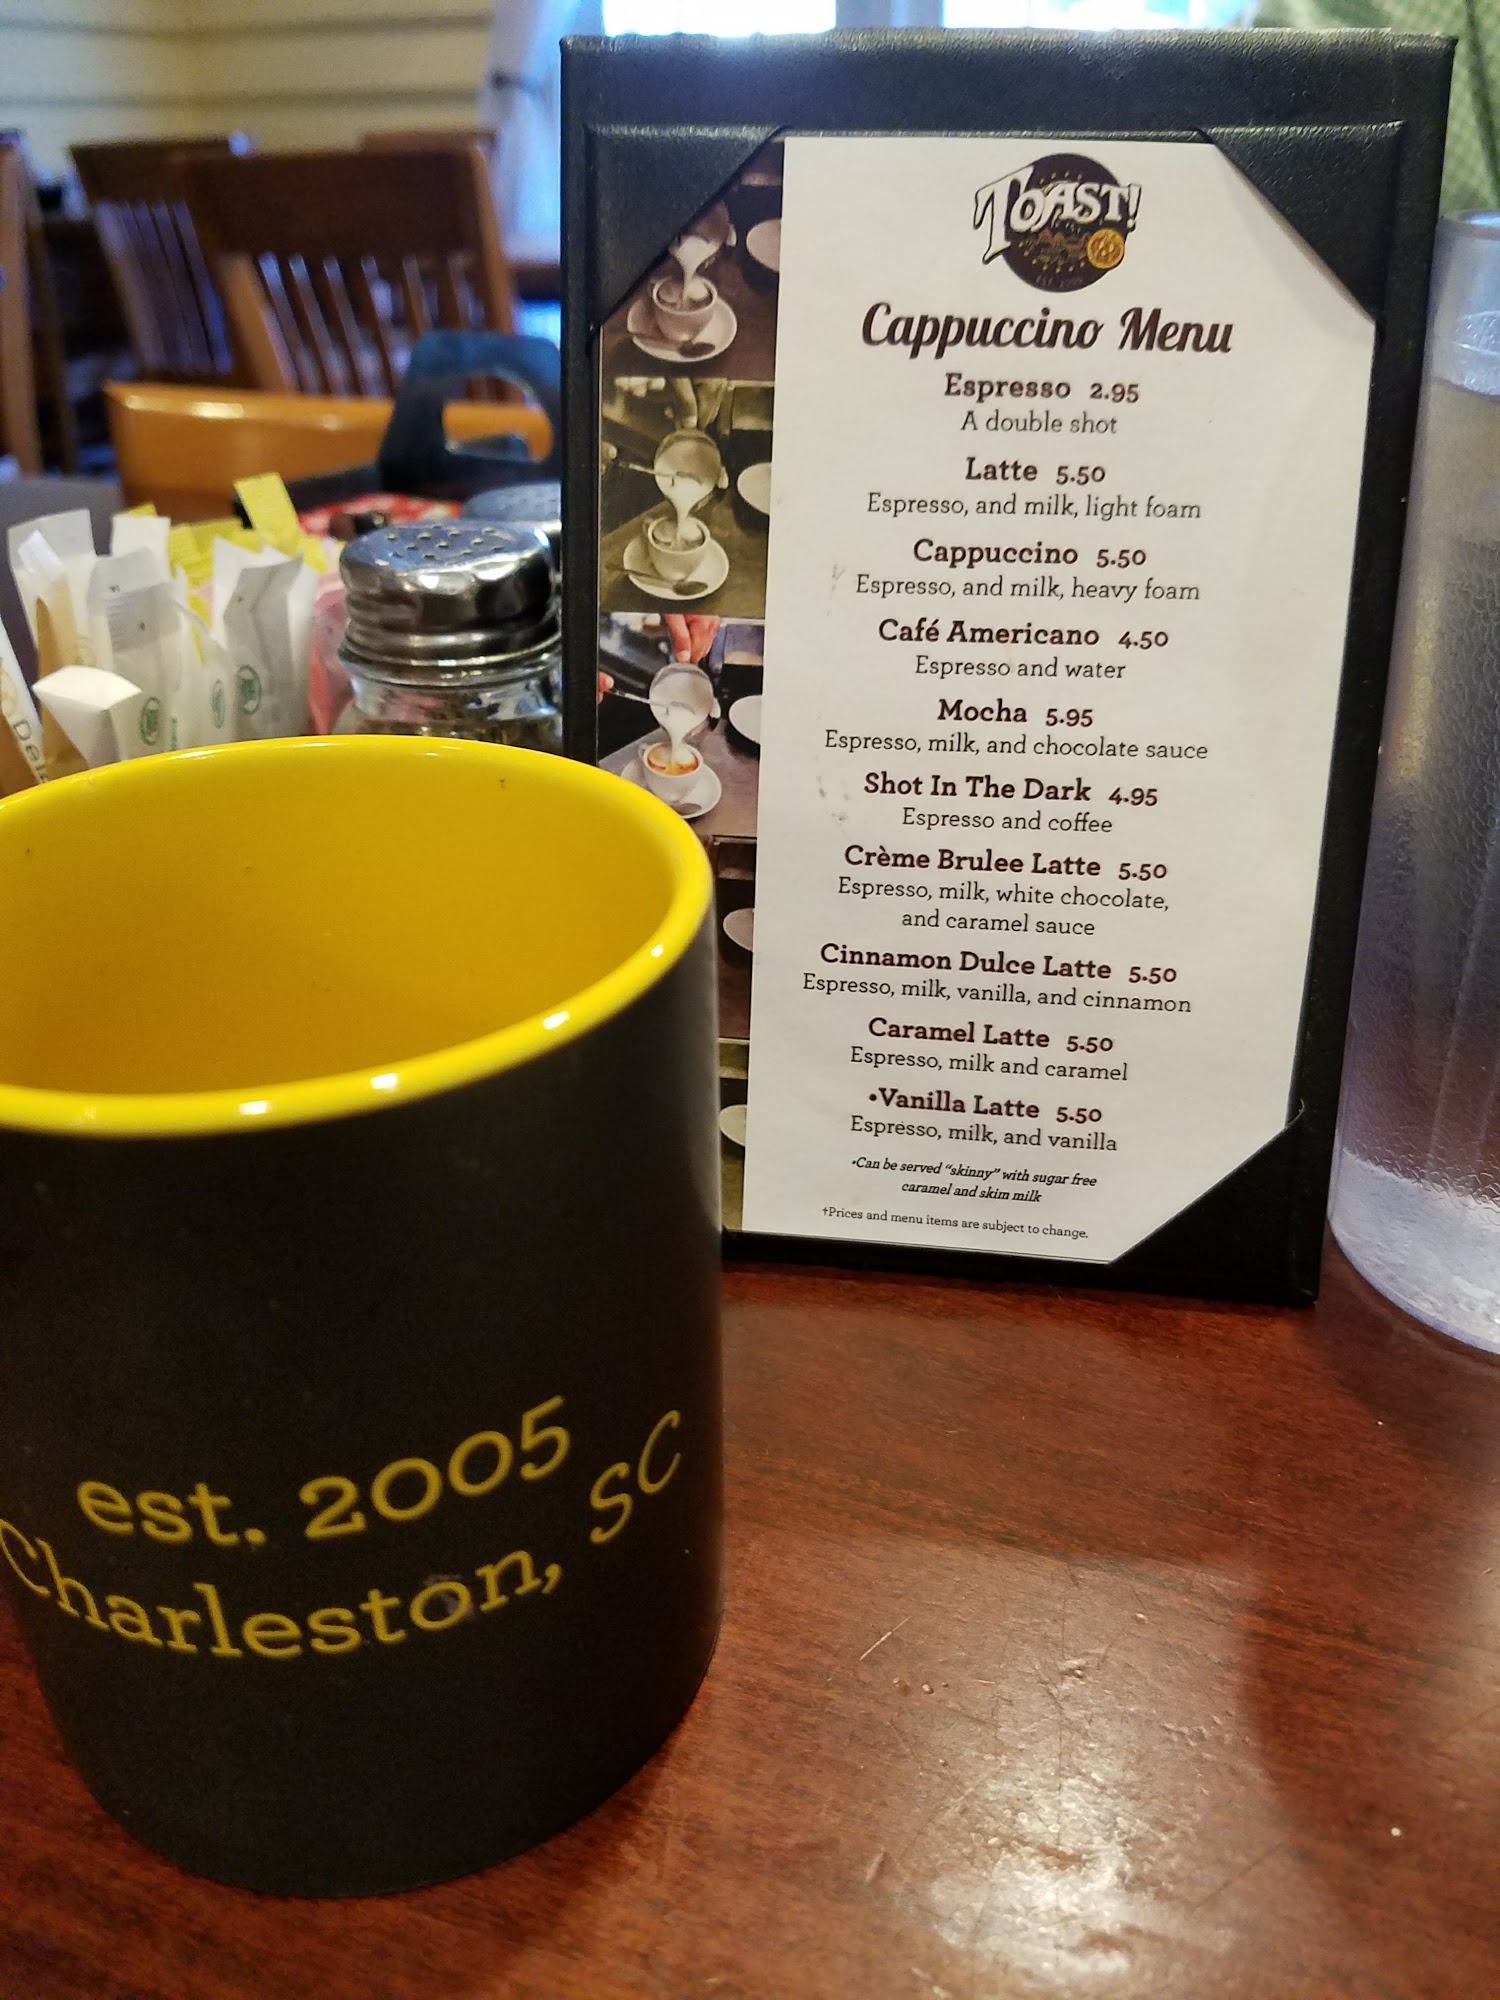 TOAST!
Cappuccino Menu
Espresso 2.95
A double shot
Latte 5.50
Espresso, and milk, light foam
Cappuccino 5.50
Espresso, and milk, heavy foam
Café Americano 4.50
Espresso and water
Mocha 5.95
Espresso, milk, and chocolate sauce
Shot In The Dark 4.95
Espresso and coffee
Crème Brulee Latte 5.50
Espresso, milk, white chocolate,
and caramel sauce
Cinnamon Dulce Latte 5.50
Espresso, milk, vanilla, and cinnamon
Caramel Latte 5.50
Espresso, milk and caramel
•Vanilla Latte 5.50
Espresso, milk, and vanilla
•Can be served "skinny" with sugar free
caramel and skim milk
†Prices and menu items are subject to change.
est. 2005
Charleston, SC